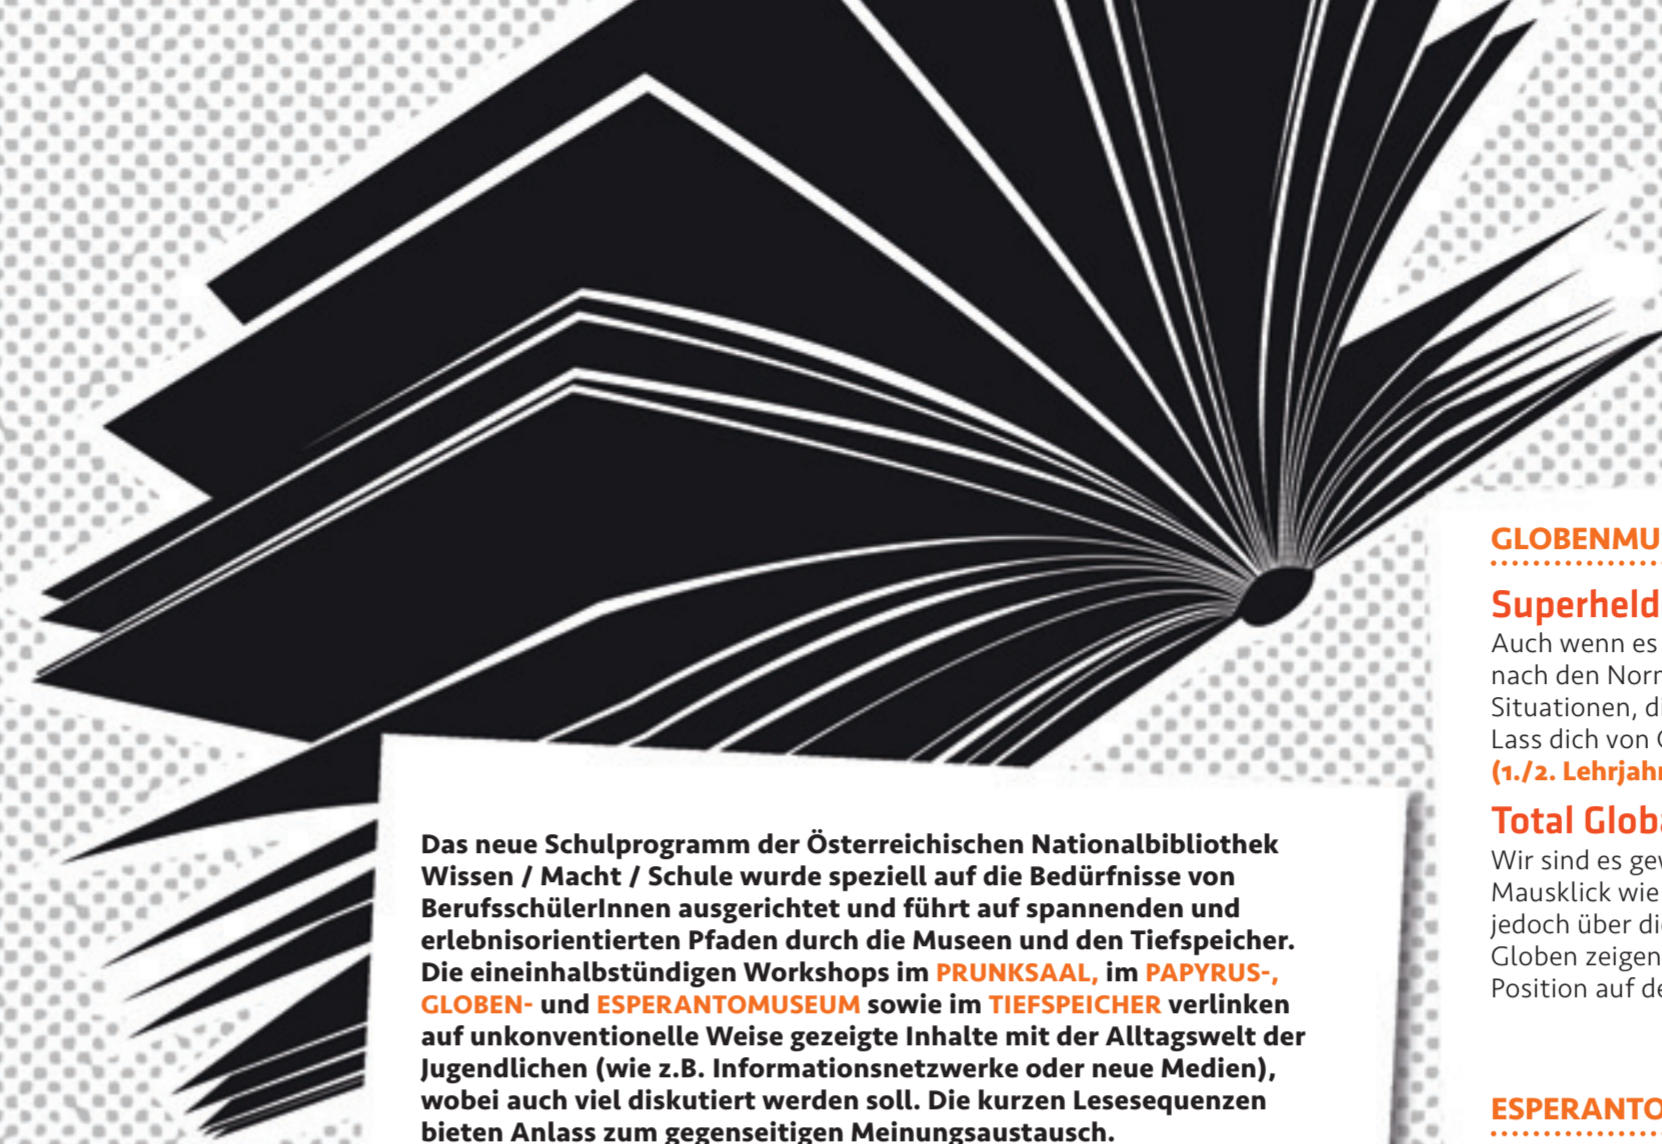 Das neue Schulprogramm der Österreichischen Nationalbibliothek
Wissen / Macht / Schule wurde speziell auf die Bedürfnisse von
BerufsschülerInnen ausgerichtet und führt auf spannenden und
erlebnisorientierten Pfaden durch die Museen und den Tiefspeicher.
Die eineinhalbstündigen Workshops im PRUNKSAAL, im PAPYRUS-,
GLOBEN- und ESPERANTOMUSEUM sowie im TIEFSPEICHER verlinken
auf unkonventionelle Weise gezeigte Inhalte mit der Alltagswelt der
Jugendlichen (wie z.B. Informationsnetzwerke oder neue Medien),
wobei auch viel diskutiert werden soll. Die kurzen Lesesequenzen
bieten Anlass zum gegenseitigen Meinungsaustausch.
GLOBENMU
Superheld
Auch wenn es
nach den Norm
Situationen, di
Lass dich von
(1./2. Lehrjahr
Total Globa
Wir sind es gew
Mausklick wie
jedoch über die
Globen zeigen
Position auf de
ESPERANTO